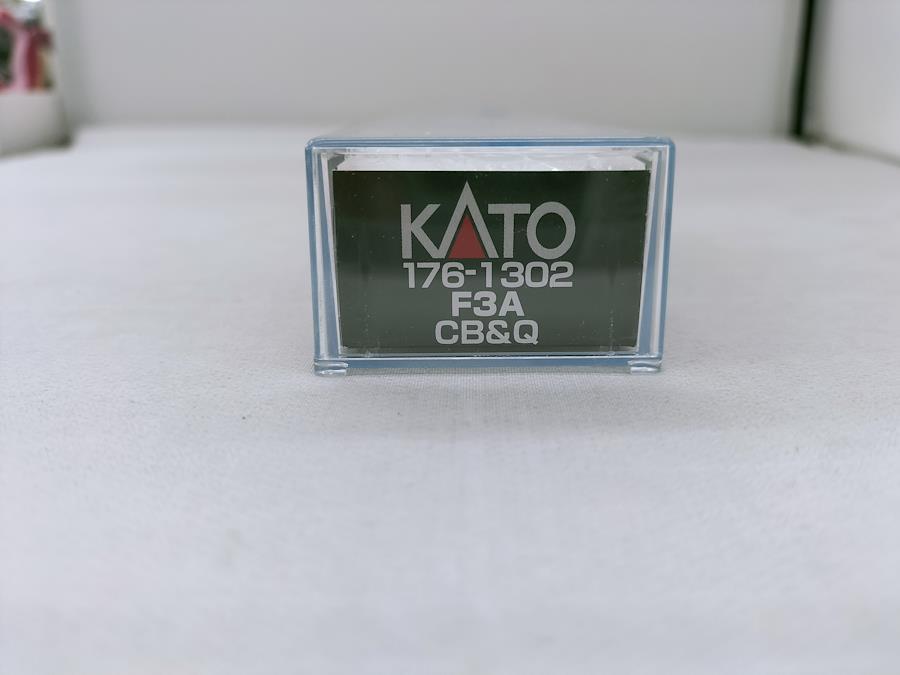 KATO
176-1302
F3A
CB&Q